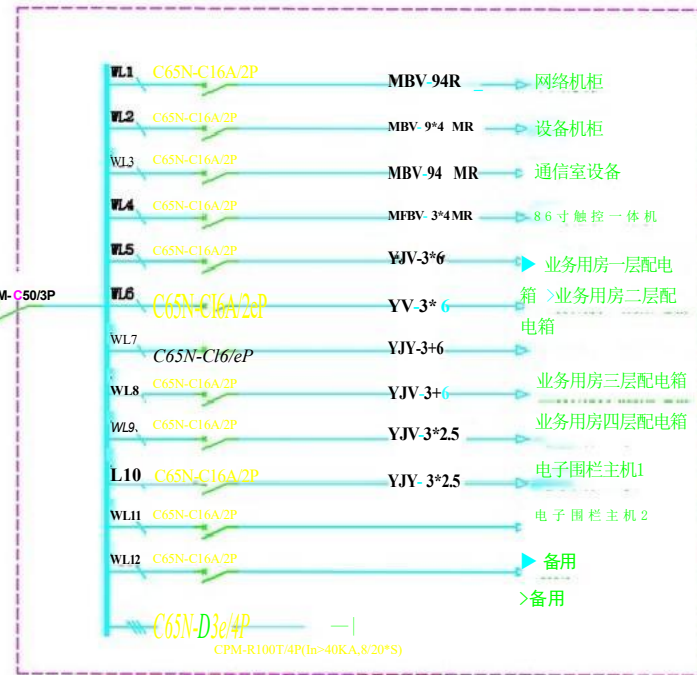 WL1 C65N-C16A/2P MBV-94R 网络机柜
WL2 C65N-C16A/2P MBV- 9*4 MR 设备机柜
WL3 C65N-C16A/2P MBV-94 MR 通信室设备
WL4 C65N-C16A/2P MFBV- 3*4MR 86寸触控一体机
WL5 C65N-C16A/2P YJV-3*6 业务用房一层配电
M-C50/3P WL6 C65N-CI6A/2cP YV-3* 6 箱 >业务用房二层配
电箱
WL7 C65N-Cl6/eP YJY-3+6
WL8 C65N-C16A/2P YJV-3+6 业务用房三层配电箱
WL9 C65N-C16A/2P YJV-3*2.5 业务用房四层配电箱
L10 C65N-C16A/2P YJY- 3*2.5 电子围栏主机1
WL11 C65N-C16A/2P 电子围栏主机2
WL12 C65N-C16A/2P 备用
>备用
C65N-D3e/4P
CPM-R100T/4P(In>40KA,8/20*S)